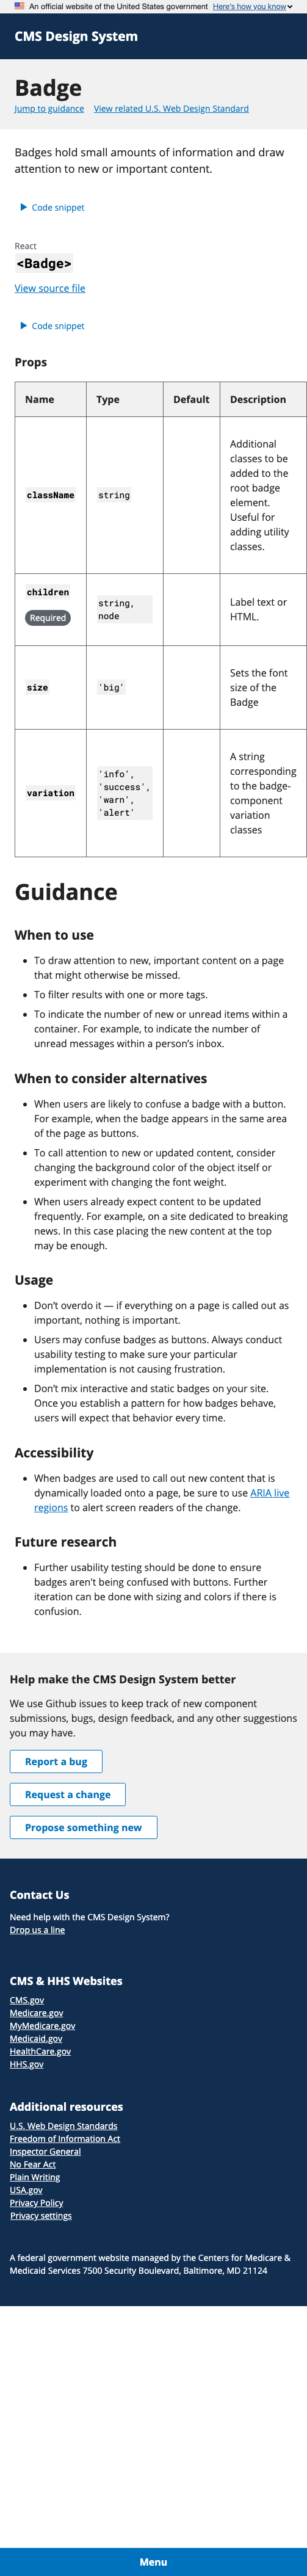 An official website of the United States government Here's how you know
CMS Design System
Badge
Jump to guidance View related U.S. Web Design Standard
Badges hold small amounts of information and draw
attention to new or important content.
Code snippet
React
<Badge>
View source file
Code snippet
Props
Name Type Default Description
className string Additional
classes to be
added to the
root badge
element.
Useful for
adding utility
classes.
children
Required
string,
node
Label text or
HTML.
size 'big' Sets the font
size of the
Badge
variation 'info',
'success',
'warn',
'alert'
A string
corresponding
to the badge-
component
variation
classes
Guidance
When to use
To draw attention to new, important content on a page
that might otherwise be missed.
To filter results with one or more tags.
To indicate the number of new or unread items within a
container. For example, to indicate the number of
unread messages within a person’s inbox.
When to consider alternatives
When users are likely to confuse a badge with a button.
For example, when the badge appears in the same area
of the page as buttons.
To call attention to new or updated content, consider
changing the background color of the object itself or
experiment with changing the font weight.
When users already expect content to be updated
frequently. For example, on a site dedicated to breaking
news. In this case placing the new content at the top
may be enough.
Usage
Don’t overdo it — if everything on a page is called out as
important, nothing is important.
Users may confuse badges as buttons. Always conduct
usability testing to make sure your particular
implementation is not causing frustration.
Don’t mix interactive and static badges on your site.
Once you establish a pattern for how badges behave,
users will expect that behavior every time.
Accessibility
When badges are used to call out new content that is
dynamically loaded onto a page, be sure to use ARIA live
regions to alert screen readers of the change.
Future research
Further usability testing should be done to ensure
badges aren't being confused with buttons. Further
iteration can be done with sizing and colors if there is
confusion.
Help make the CMS Design System better
We use Github issues to keep track of new component
submissions, bugs, design feedback, and any other suggestions
you may have.
Report a bug
Request a change
Propose something new
Contact Us
Need help with the CMS Design System?
Drop us a line
CMS & HHS Websites
CMS.gov
Medicare.gov
MyMedicare.gov
Medicaid.gov
HealthCare.gov
HHS.gov
Additional resources
U.S. Web Design Standards
Freedom of Information Act
Inspector General
No Fear Act
Plain Writing
USA.gov
Privacy Policy
Privacy settings
A federal government website managed by the Centers for Medicare &
Medicaid Services 7500 Security Boulevard, Baltimore, MD 21124
Menu